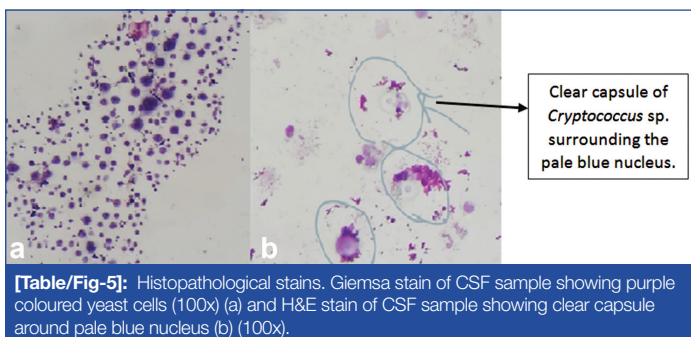 a
b
Clear capsule of
Cryptococcus sp.
surrounding the
pale blue nucleus.
[Table/Fig-5]: Histopathological stains. Giemsa stain of CSF sample showing purple
coloured yeast cells (100x) (a) and H&E stain of CSF sample showing clear capsule
around pale blue nucleus (b) (100x).